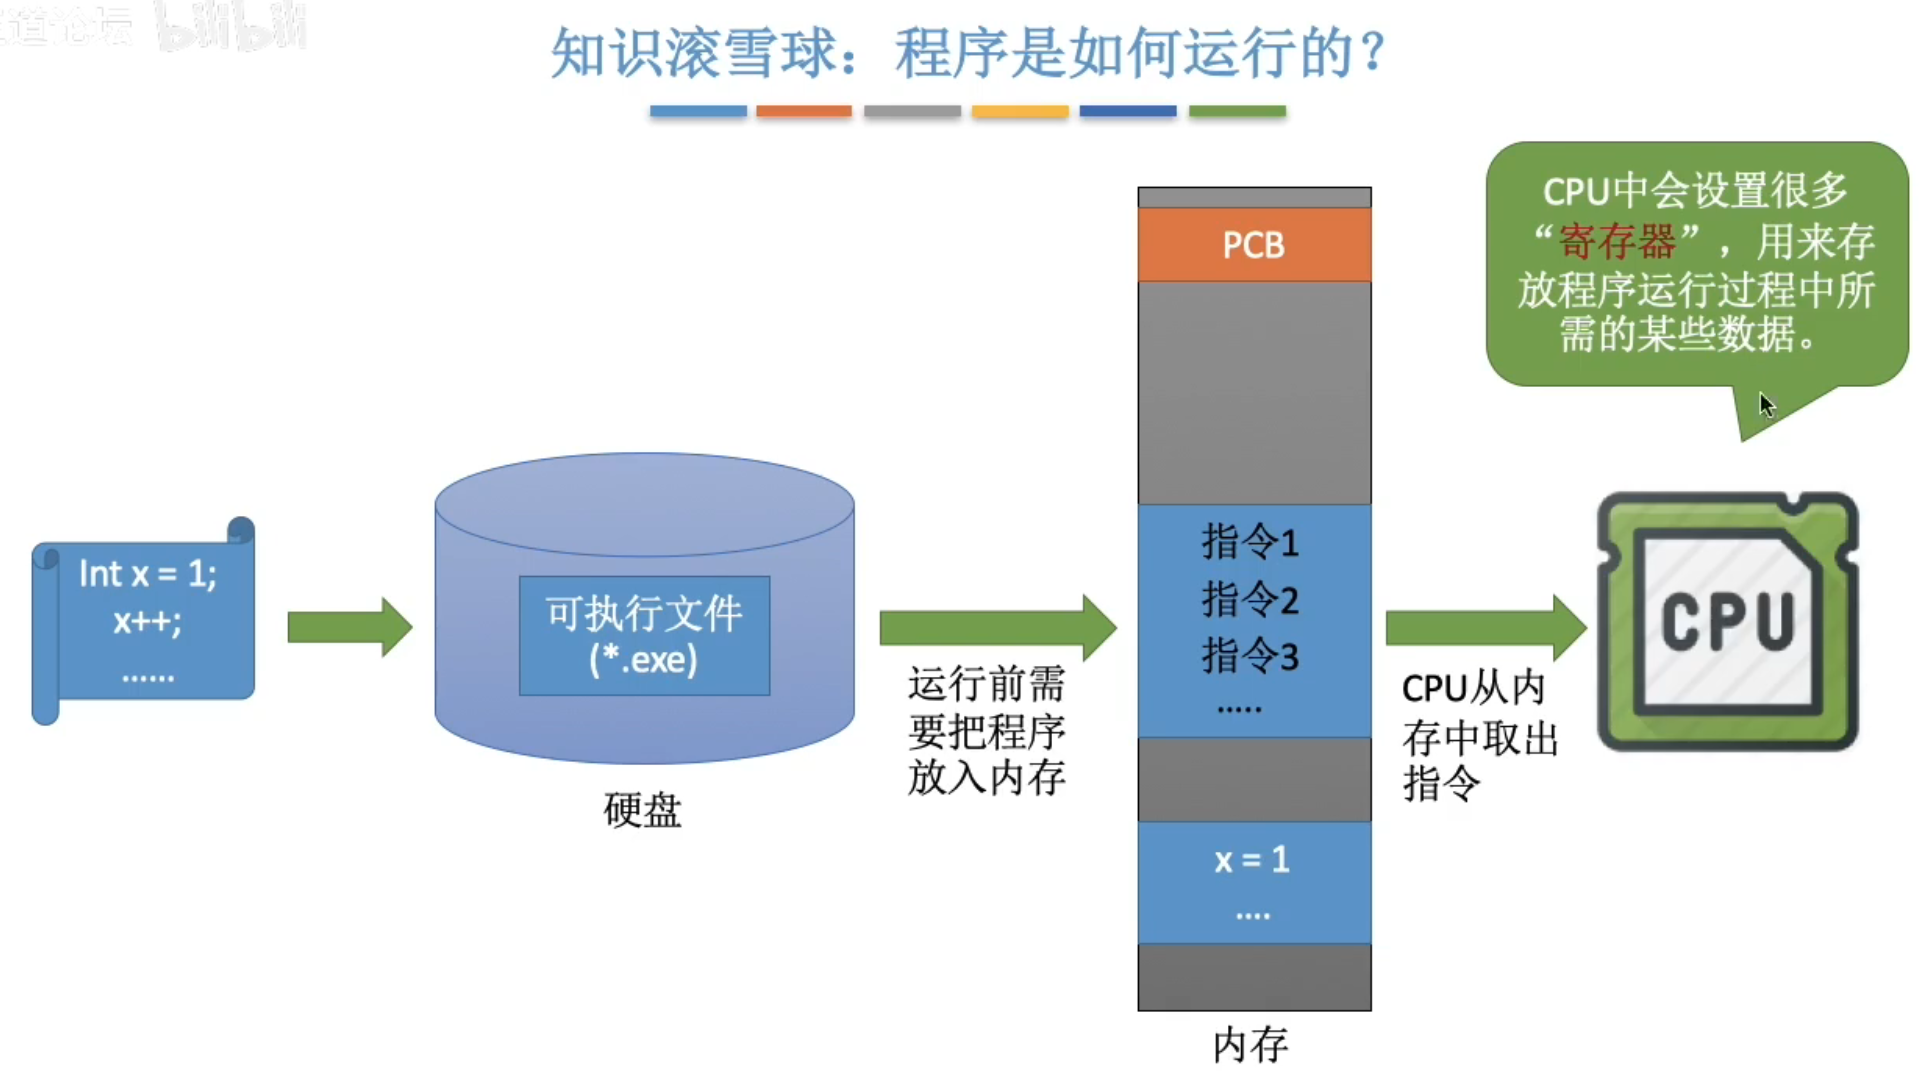 道论坛 bilibili
知识滚雪球：程序是如何运行的？
CPU中会设置很多
“寄存器”，用来存
放程序运行过程中所
需的某些数据。
PCB
Int x = 1;
x++;
......
可执行文件
(*.exe)
硬盘
运行前需
要把程序
放入内存
指令1
指令2
指令3
.....
x = 1
....
内存
CPU从内
存中取出
指令
CPU